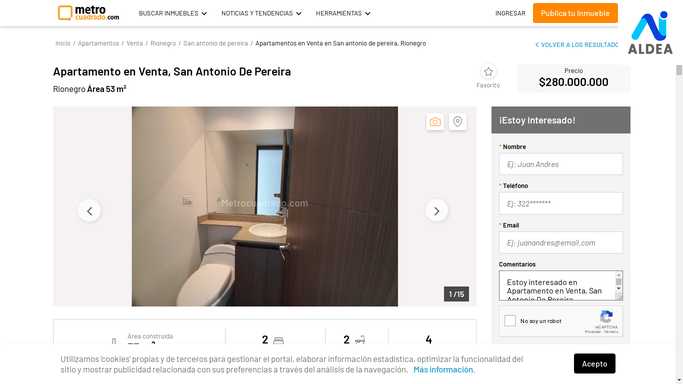 metro
cuadrado.com
BUSCAR INMUEBLES
NOTICIAS Y TENDENCIAS
HERRAMIENTAS
INGRESAR
Publica tu Inmueble
AI
ALDEA
Inicio / Apartamentos / Venta / Rionegro / San antonio de pereira / Apartamentos en Venta en San antonio de pereira, Rionegro
< VOLVER A LOS RESULTADO
Apartamento en Venta, San Antonio De Pereira
Rionegro Área 53 m²
Favorito
Precio
$280.000.000
Metrocuadrado.com
1 /15
¡Estoy Interesado!
* Nombre
Ej: Juan Andres
* Teléfono
Ej: 322*******
* Email
Ej: juanandres@email.com
Comentarios
Estoy interesado en
Apartamento en Venta, San
Antonio De Pereira
No soy un robot
reCAPTCHA
Privacidad - Términos
Área construida
2
2
4
Utilizamos 'cookies' propias y de terceros para gestionar el portal, elaborar información estadística, optimizar la funcionalidad del
sitio y mostrar publicidad relacionada con sus preferencias a través del análisis de la navegación. Más información.
Acepto